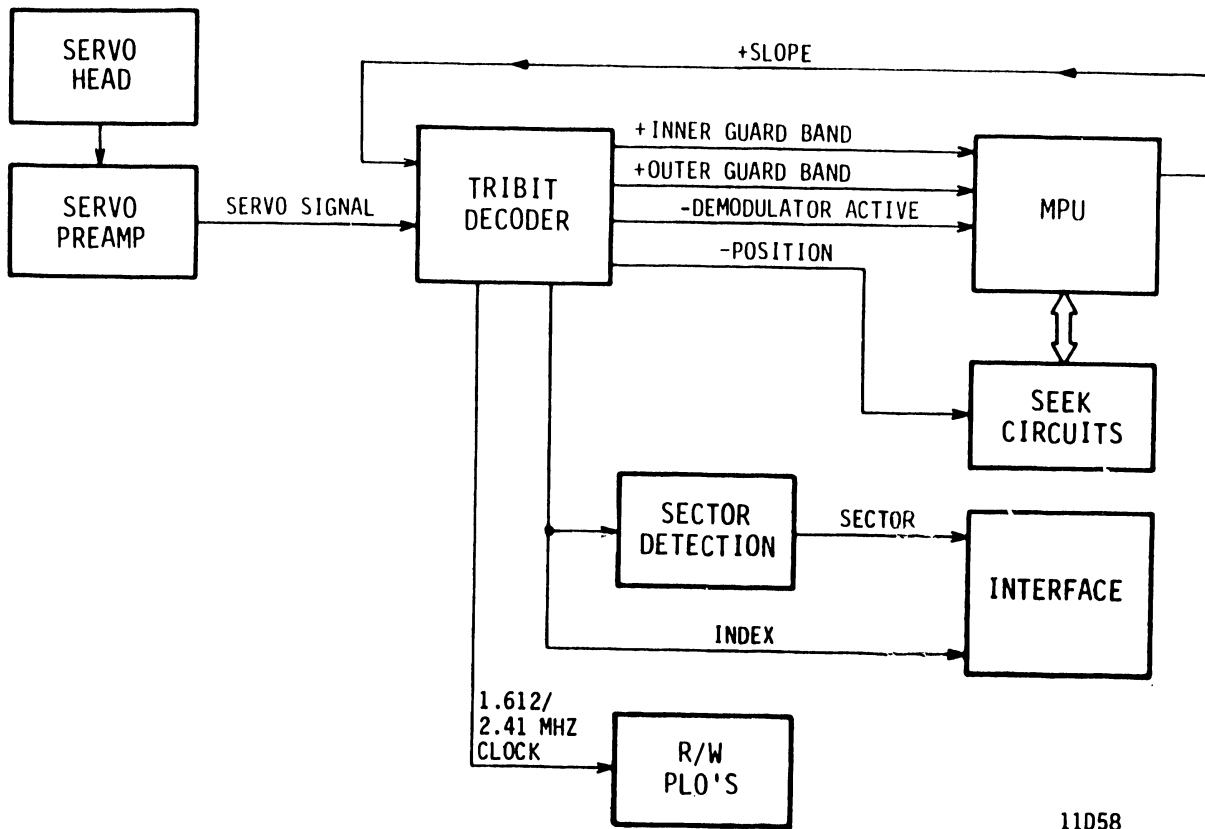 SERVO
HEAD
+SLOPE
SERVO
PREAMP
SERVO SIGNAL
TRIBIT
DECODER
+INNER GUARD BAND
+OUTER GUARD BAND
-DEMODULATOR ACTIVE
-POSITION
MPU
SEEK
CIRCUITS
SECTOR
DETECTION
SECTOR
INTERFACE
INDEX
1.612/
2.41 MHZ
CLOCK
R/W
PLO'S
11D58